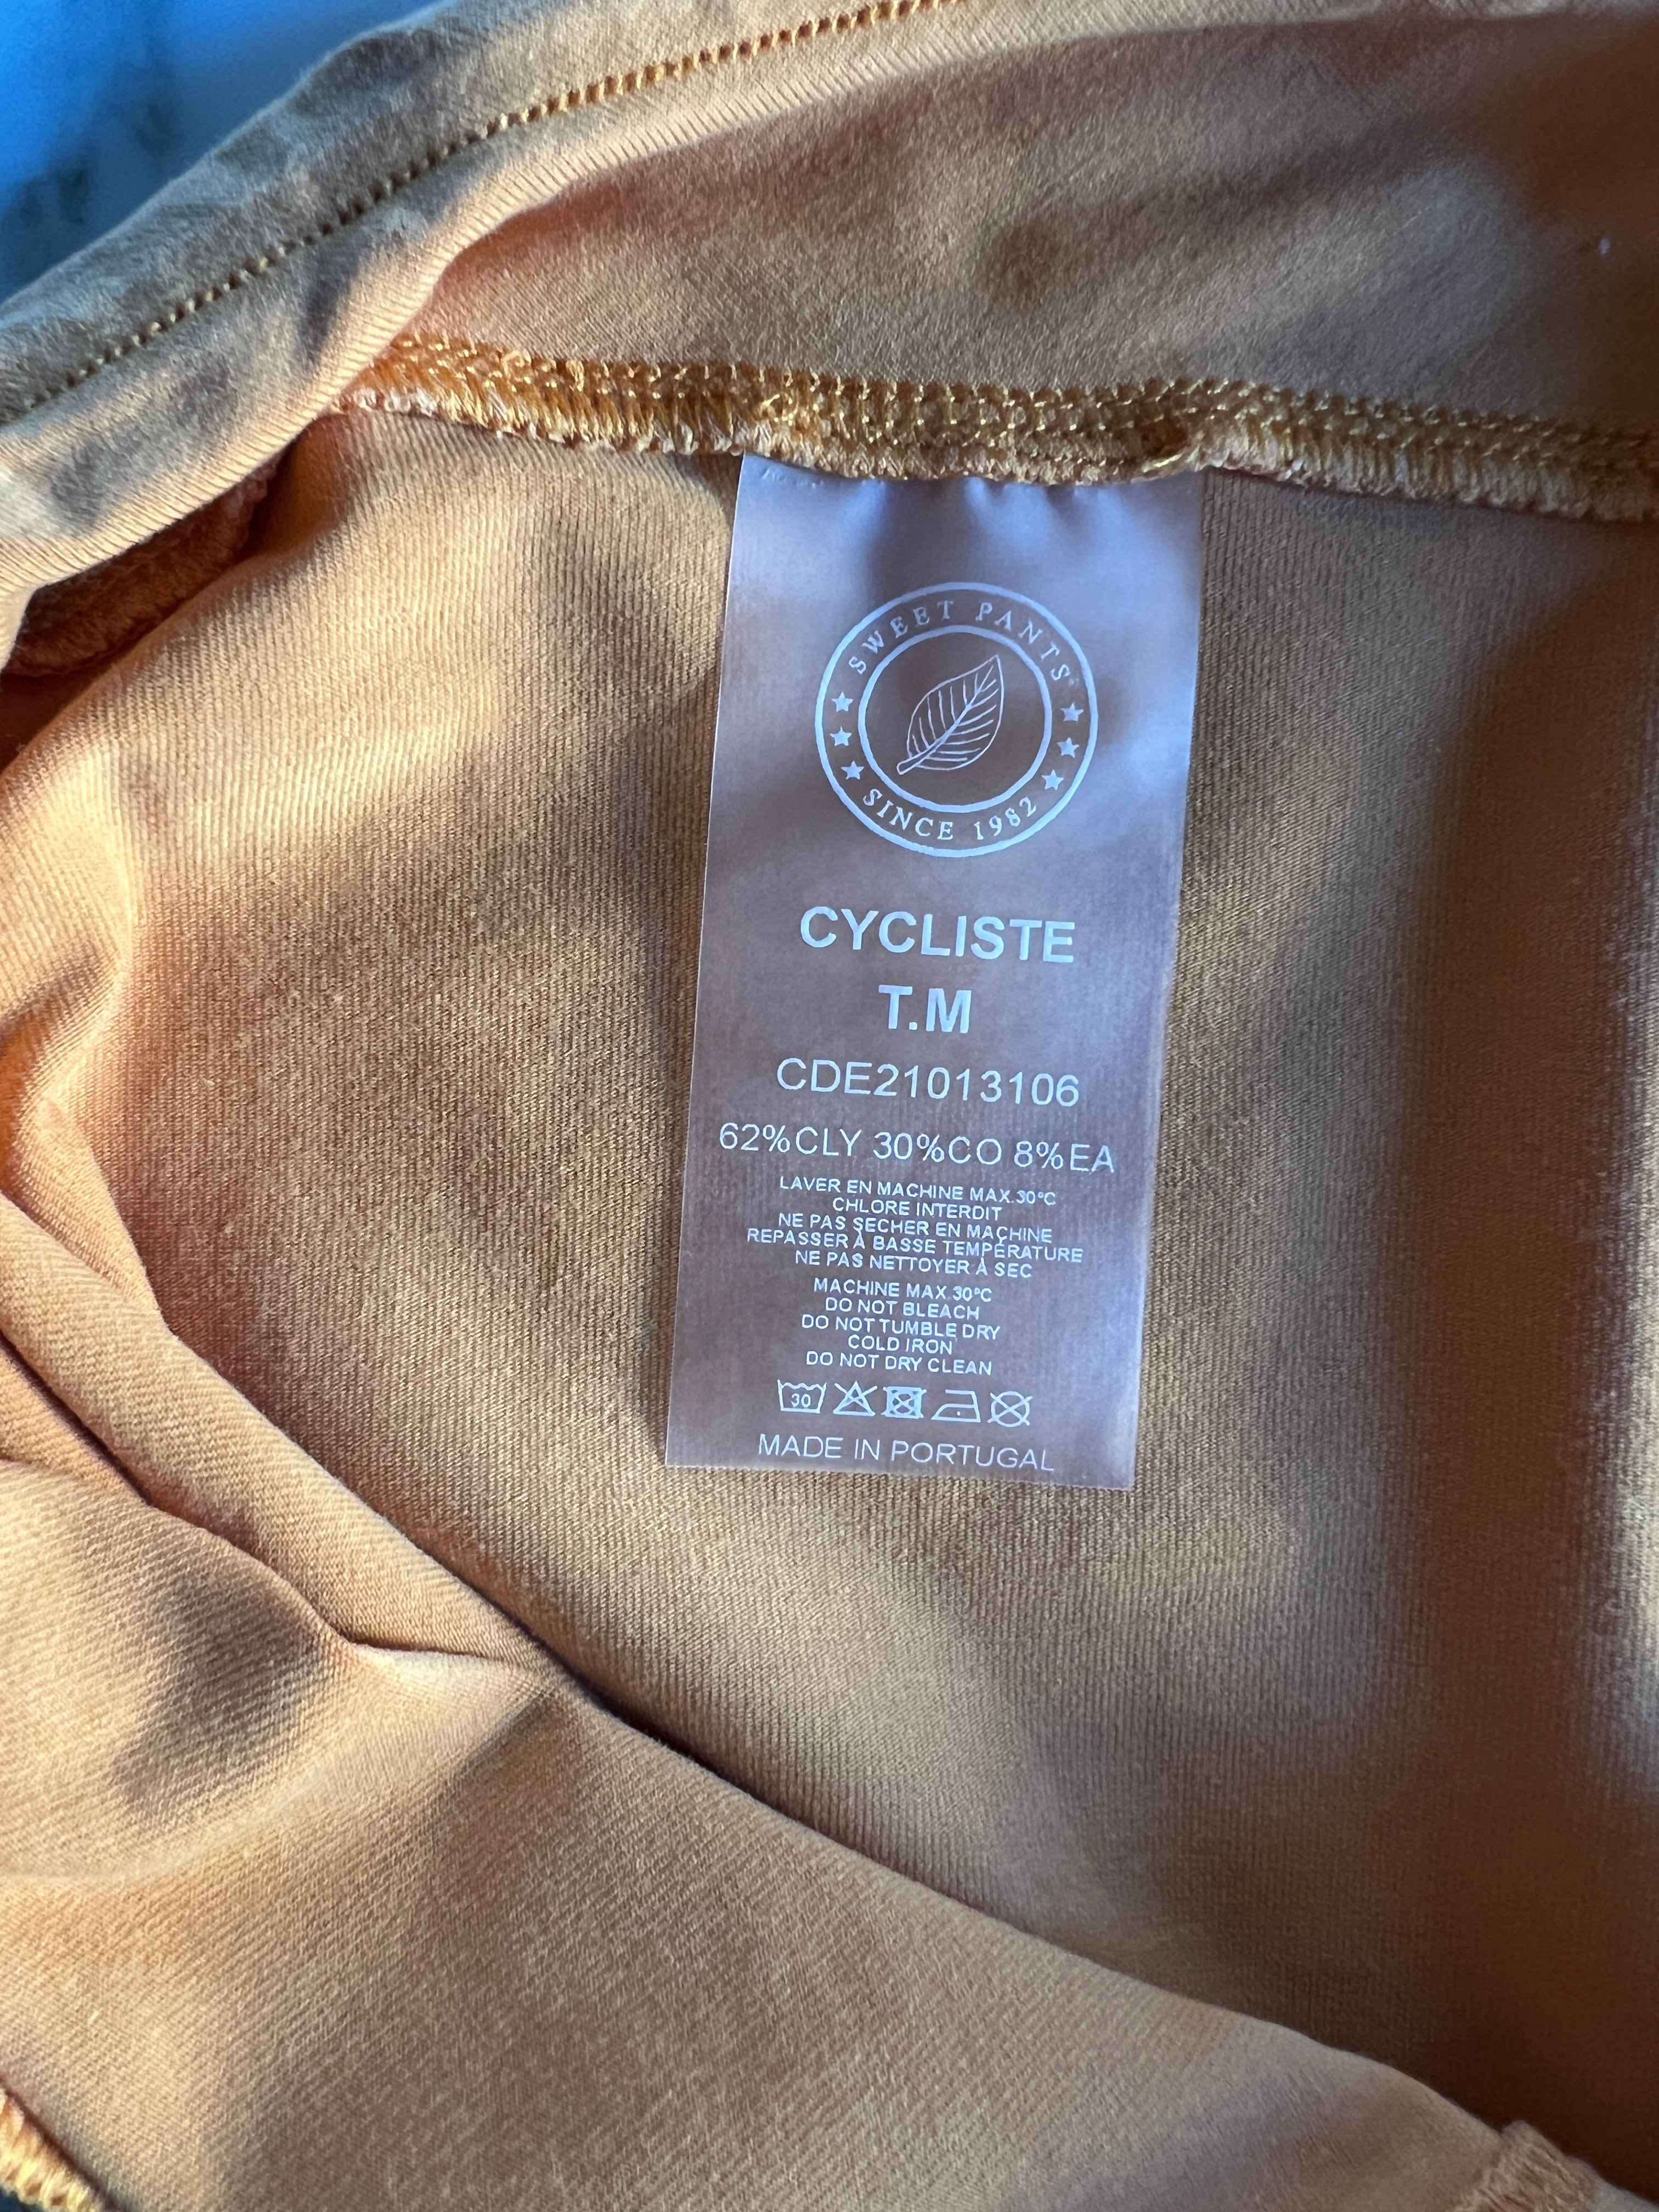 SWEET PANTS
SINCE 1982
CYCLISTE
T.M
CDE21013106
62%CLY 30%CO 8%EA
LAVER EN MACHINE MAX.30°C
CHLORE INTERDIT
NE PAS SECHER EN MACHINE
REPASSER À BASSE TEMPÉRATURE
NE PAS NETTOYER À SEC
MACHINE MAX.30°C
DO NOT BLEACH
DO NOT TUMBLE DRY
COLD IRON
DO NOT DRY CLEAN
30
MADE IN PORTUGAL